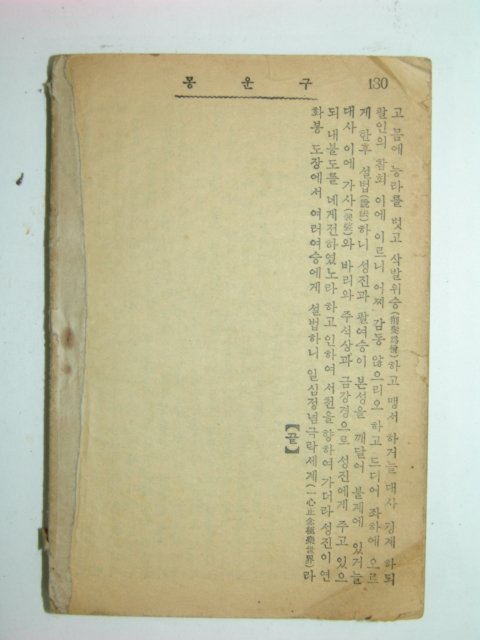 구 운 몽
130
고 몸에 능라를 벗고 삭발위승(削髮爲僧)하고 맹서 하거늘 대사 경계 하되
팔인의 참회 이에 이르니 어찌 감동 않으리오 하고 드디어 좌차에 오르
게 한후 설법(說法)하니 성진과 팔여승이 본성을 깨달어 불계에 있거늘
대사 이에 가사(袈裟)와 바리와 주석상과 금강경으로 성진에게 주고 있으
되 내불도를 네게전하였노라 하고 인하여 서천을향하여 가더라 성진이 연
화봉 도장에서 여러여승에게 설법하니 일심정념극락세계(一心正念極樂世界)라
【끝】